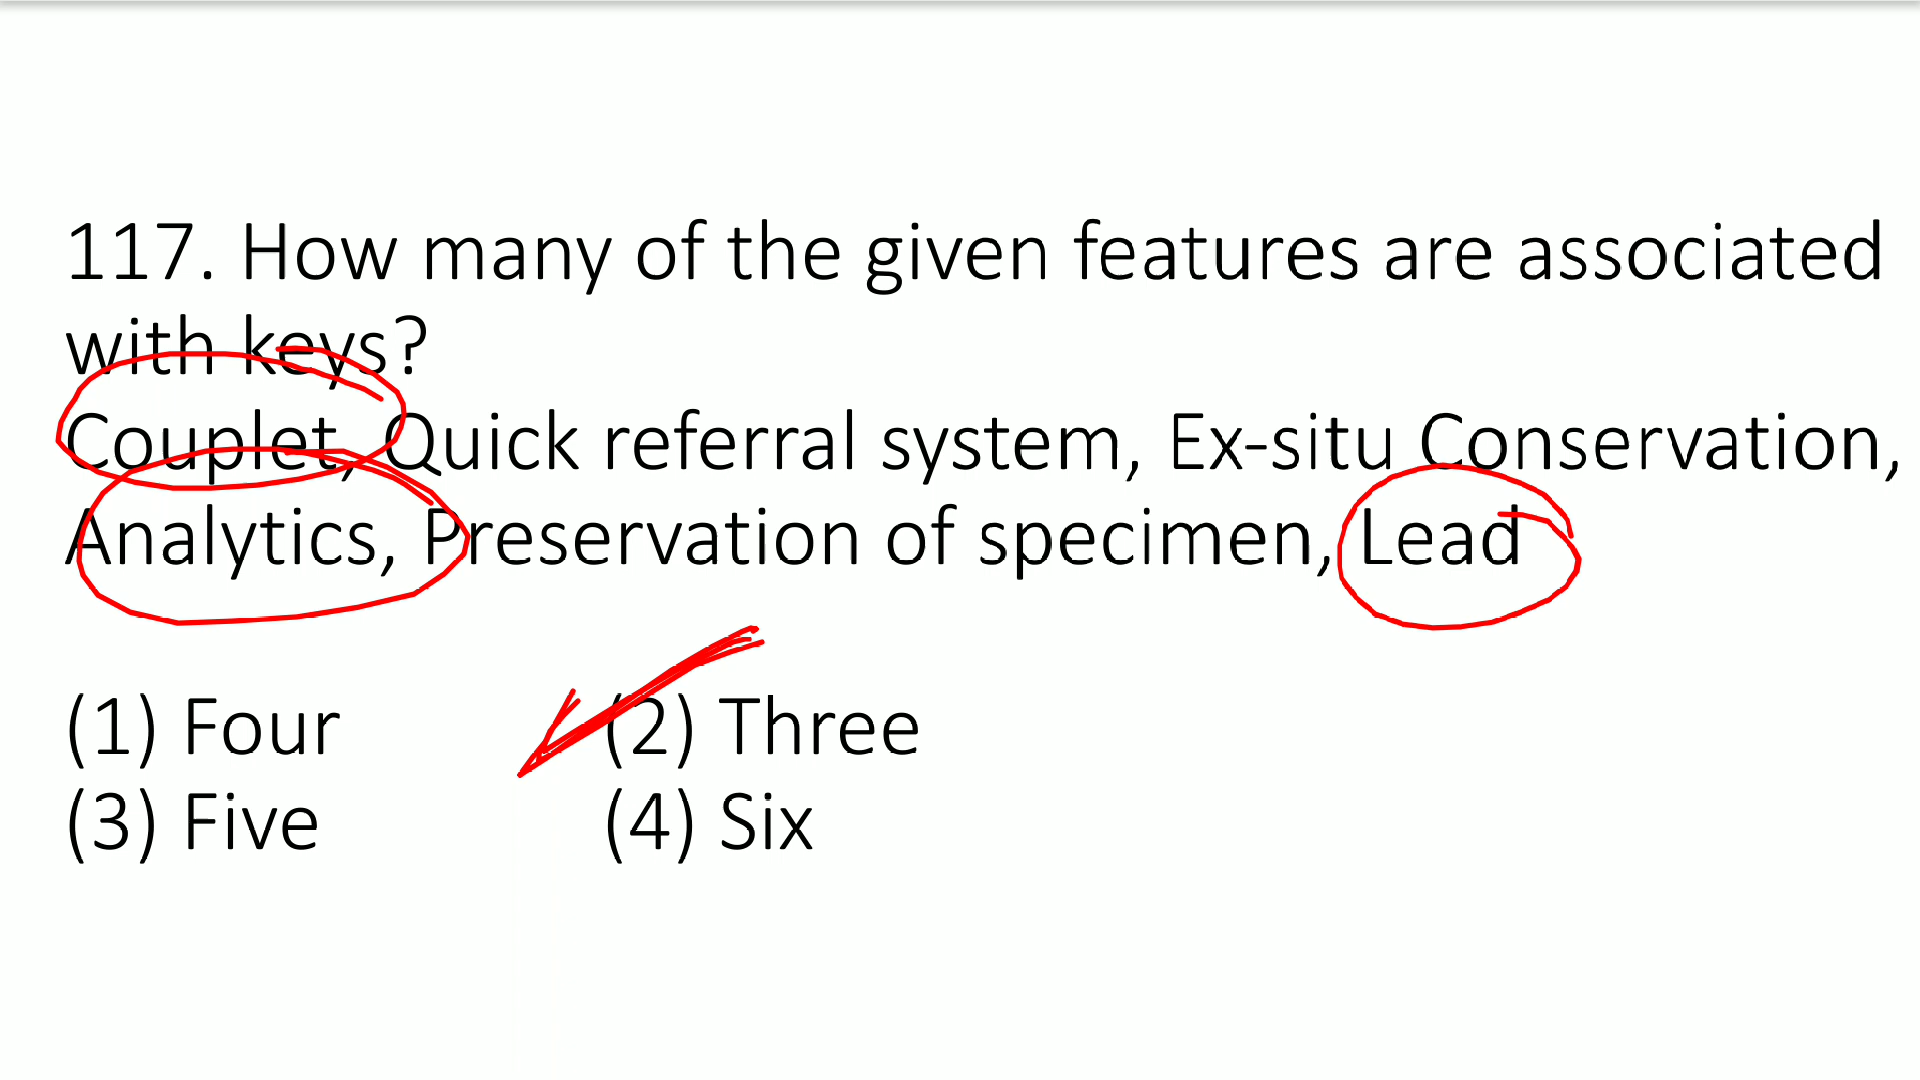 117. How many of the given features are associated
with keys?
Couplet, Quick referral system, Ex-situ Conservation,
Analytics, Preservation of specimen, Lead
(1) Four (2) Three
(3) Five (4) Six